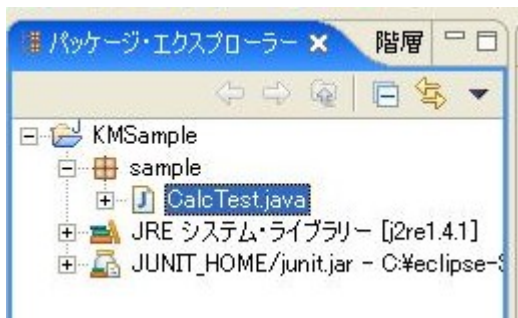 パッケージ・エクスプローラー 階層
KMSample
sample
CalcTest.java
JRE システム・ライブラリー [j2re1.4.1]
JUNIT_HOME/junit.jar - C:¥eclipse-S